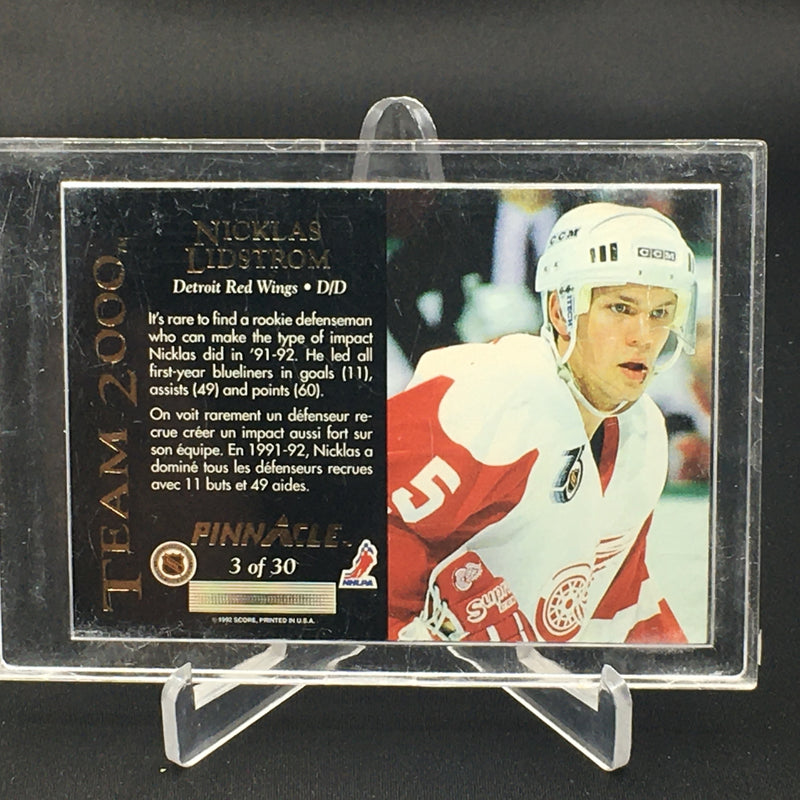 TEAM 2000™
NICKLAS
LIDSTROM
Detroit Red Wings • D/D
It's rare to find a rookie defenseman
who can make the type of impact
Nicklas did in '91-92. He led all
first-year blueliners in goals (11),
assists (49) and points (60).
On voit rarement un défenseur re-
crue créer un impact aussi fort sur
son équipe. En 1991-92, Nicklas a
dominé tous les défenseurs recrues
avec 11 buts et 49 aides.
PINNACLE
3 of 30
NHLPA
© 1992 SCORE, PRINTED IN U.S.A.
CCM
CCM
5
75